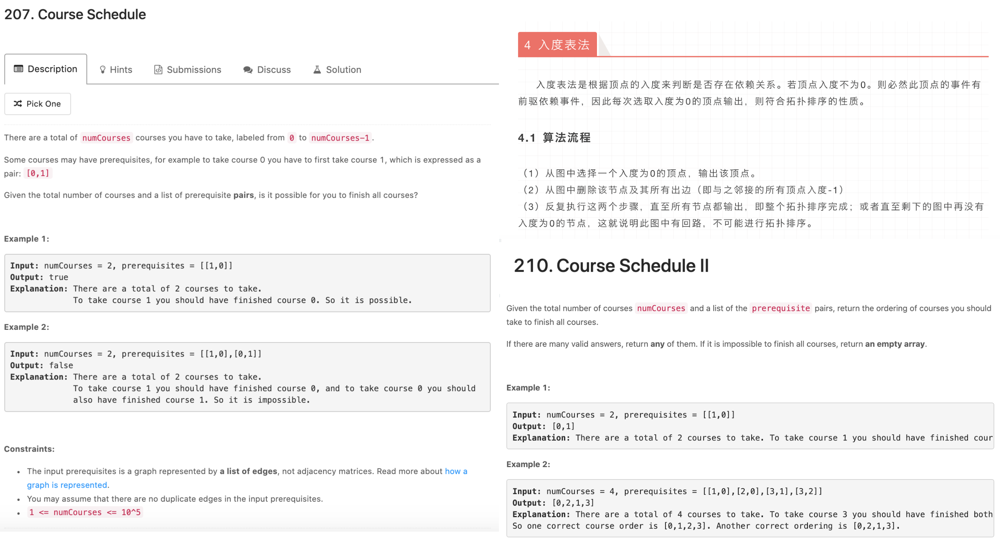 207. Course Schedule
Description
Hints
Submissions
Discuss
Solution
Pick One
There are a total of numCourses courses you have to take, labeled from 0 to numCourses-1.
Some courses may have prerequisites, for example to take course 0 you have to first take course 1, which is expressed as a
pair: [0,1]
Given the total number of courses and a list of prerequisite pairs, is it possible for you to finish all courses?
Example 1:
Input: numCourses = 2, prerequisites = [[1,0]]
Output: true
Explanation: There are a total of 2 courses to take.
To take course 1 you should have finished course 0. So it is possible.
Example 2:
Input: numCourses = 2, prerequisites = [[1,0],[0,1]]
Output: false
Explanation: There are a total of 2 courses to take.
To take course 1 you should have finished course 0, and to take course 0 you should
also have finished course 1. So it is impossible.
Constraints:
• The input prerequisites is a graph represented by a list of edges, not adjacency matrices. Read more about how a
graph is represented.
• You may assume that there are no duplicate edges in the input prerequisites.
• 1 <= numCourses <= 10^5
4 入度表法
入度表法是根据顶点的入度来判断是否存在依赖关系。若顶点入度不为0。则必然此顶点的事件有
前驱依赖事件，因此每次选取入度为0的顶点输出，则符合拓扑排序的性质。
4.1 算法流程
（1）从图中选择一个入度为0的顶点，输出该顶点。
（2）从图中删除该节点及其所有出边（即与之邻接的所有顶点入度-1）
（3）反复执行这两个步骤，直至所有节点都输出，即整个拓扑排序完成；或者直至剩下的图中再没有
入度为0的节点，这就说明此图中有回路，不可能进行拓扑排序。
210. Course Schedule II
Given the total number of courses numCourses and a list of the prerequisite pairs, return the ordering of courses you should
take to finish all courses.
If there are many valid answers, return any of them. If it is impossible to finish all courses, return an empty array.
Example 1:
Input: numCourses = 2, prerequisites = [[1,0]]
Output: [0,1]
Explanation: There are a total of 2 courses to take. To take course 1 you should have finished cour
Example 2:
Input: numCourses = 4, prerequisites = [[1,0],[2,0],[3,1],[3,2]]
Output: [0,2,1,3]
Explanation: There are a total of 4 courses to take. To take course 3 you should have finished both
So one correct course order is [0,1,2,3]. Another correct ordering is [0,2,1,3].